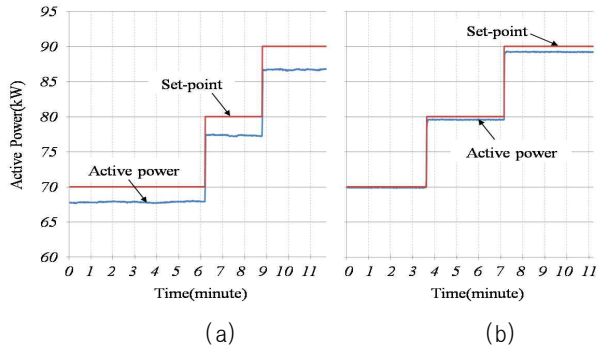 Active Power(kW)
95
90
85
80
75
70
65
60
Set-point
Active power
0 1 2 3 4 5 6 7 8 9 10 11
Time(minute)
(a)
Set-point
Active power
0 1 2 3 4 5 6 7 8 9 10 11
Time(minute)
(b)